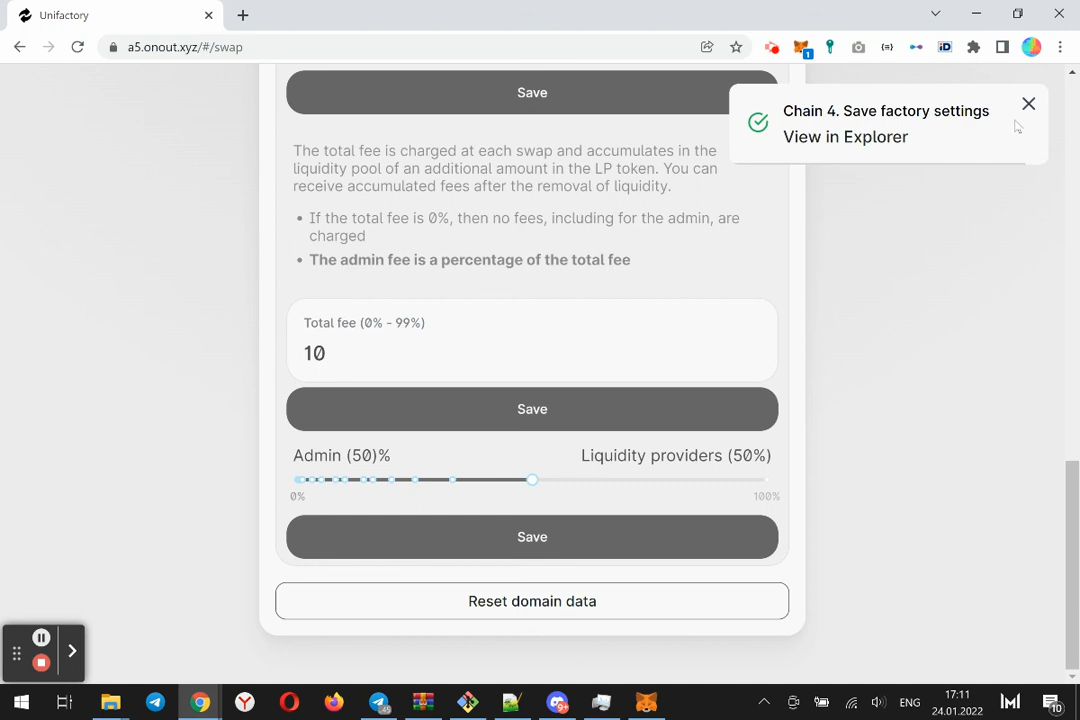 Unifactory
a5.onout.xyz/#/swap
Save
Chain 4. Save factory settings
View in Explorer
The total fee is charged at each swap and accumulates in the
liquidity pool of an additional amount in the LP token. You can
receive accumulated fees after the removal of liquidity.
• If the total fee is 0%, then no fees, including for the admin, are
charged
• The admin fee is a percentage of the total fee
Total fee (0% - 99%)
10
Save
Admin (50)% Liquidity providers (50%)
0% 100%
Save
Reset domain data
ENG
17:11
24.01.2022
10